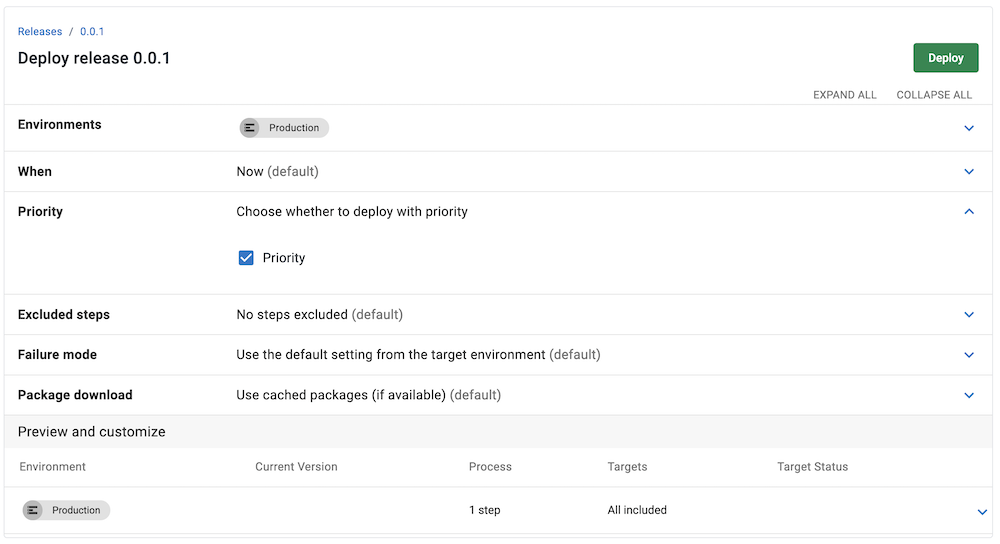 Releases / 0.0.1
Deploy release 0.0.1
Deploy
EXPAND ALL COLLAPSE ALL
Environments Production
When Now (default)
Priority Choose whether to deploy with priority
Priority
Excluded steps No steps excluded (default)
Failure mode Use the default setting from the target environment (default)
Package download Use cached packages (if available) (default)
Preview and customize
Environment Current Version Process Targets Target Status
Production 1 step All included